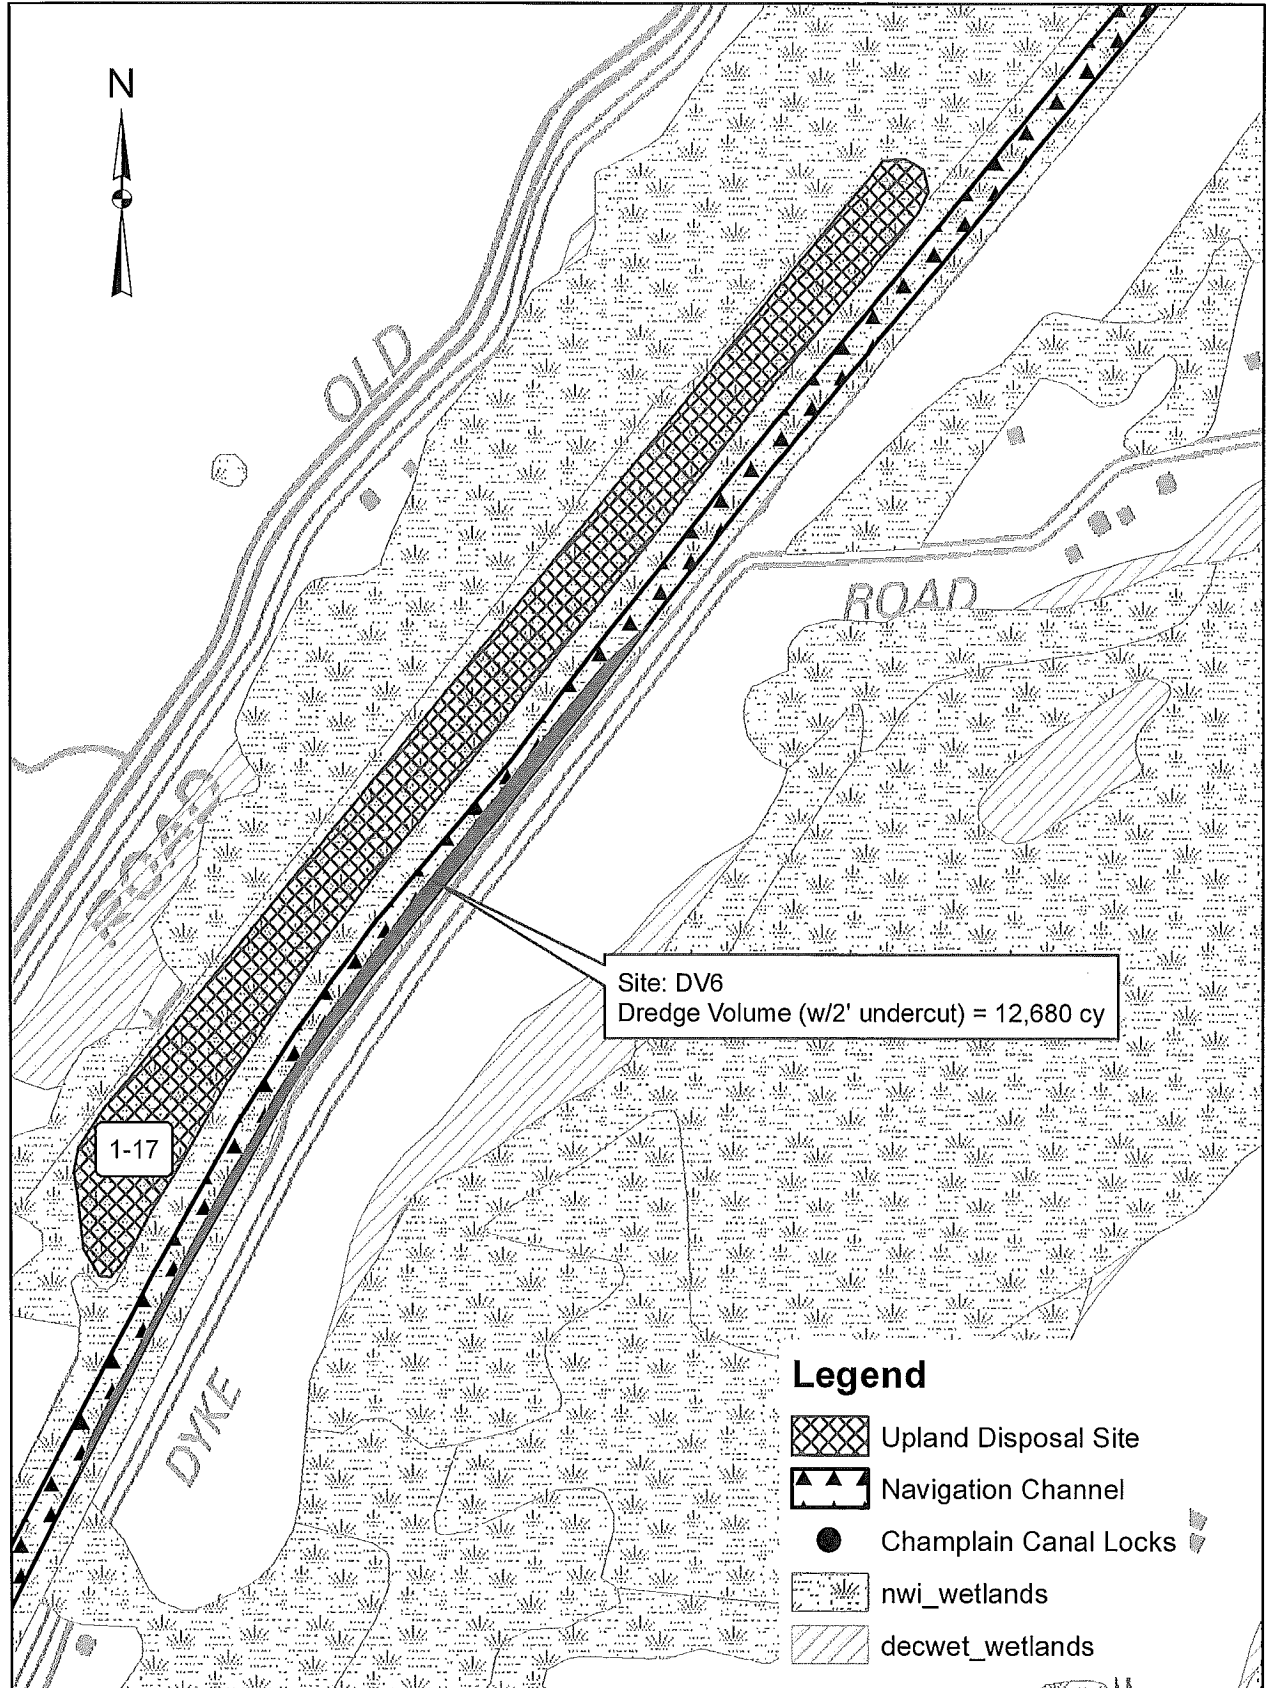 N
OLD
ROAD
ROAD
Site: DV6
Dredge Volume (w/2' undercut) = 12,680 cy
1-17
DYKE
Legend
Upland Disposal Site
Navigation Channel
Champlain Canal Locks
nwi_wetlands
decwet_wetlands